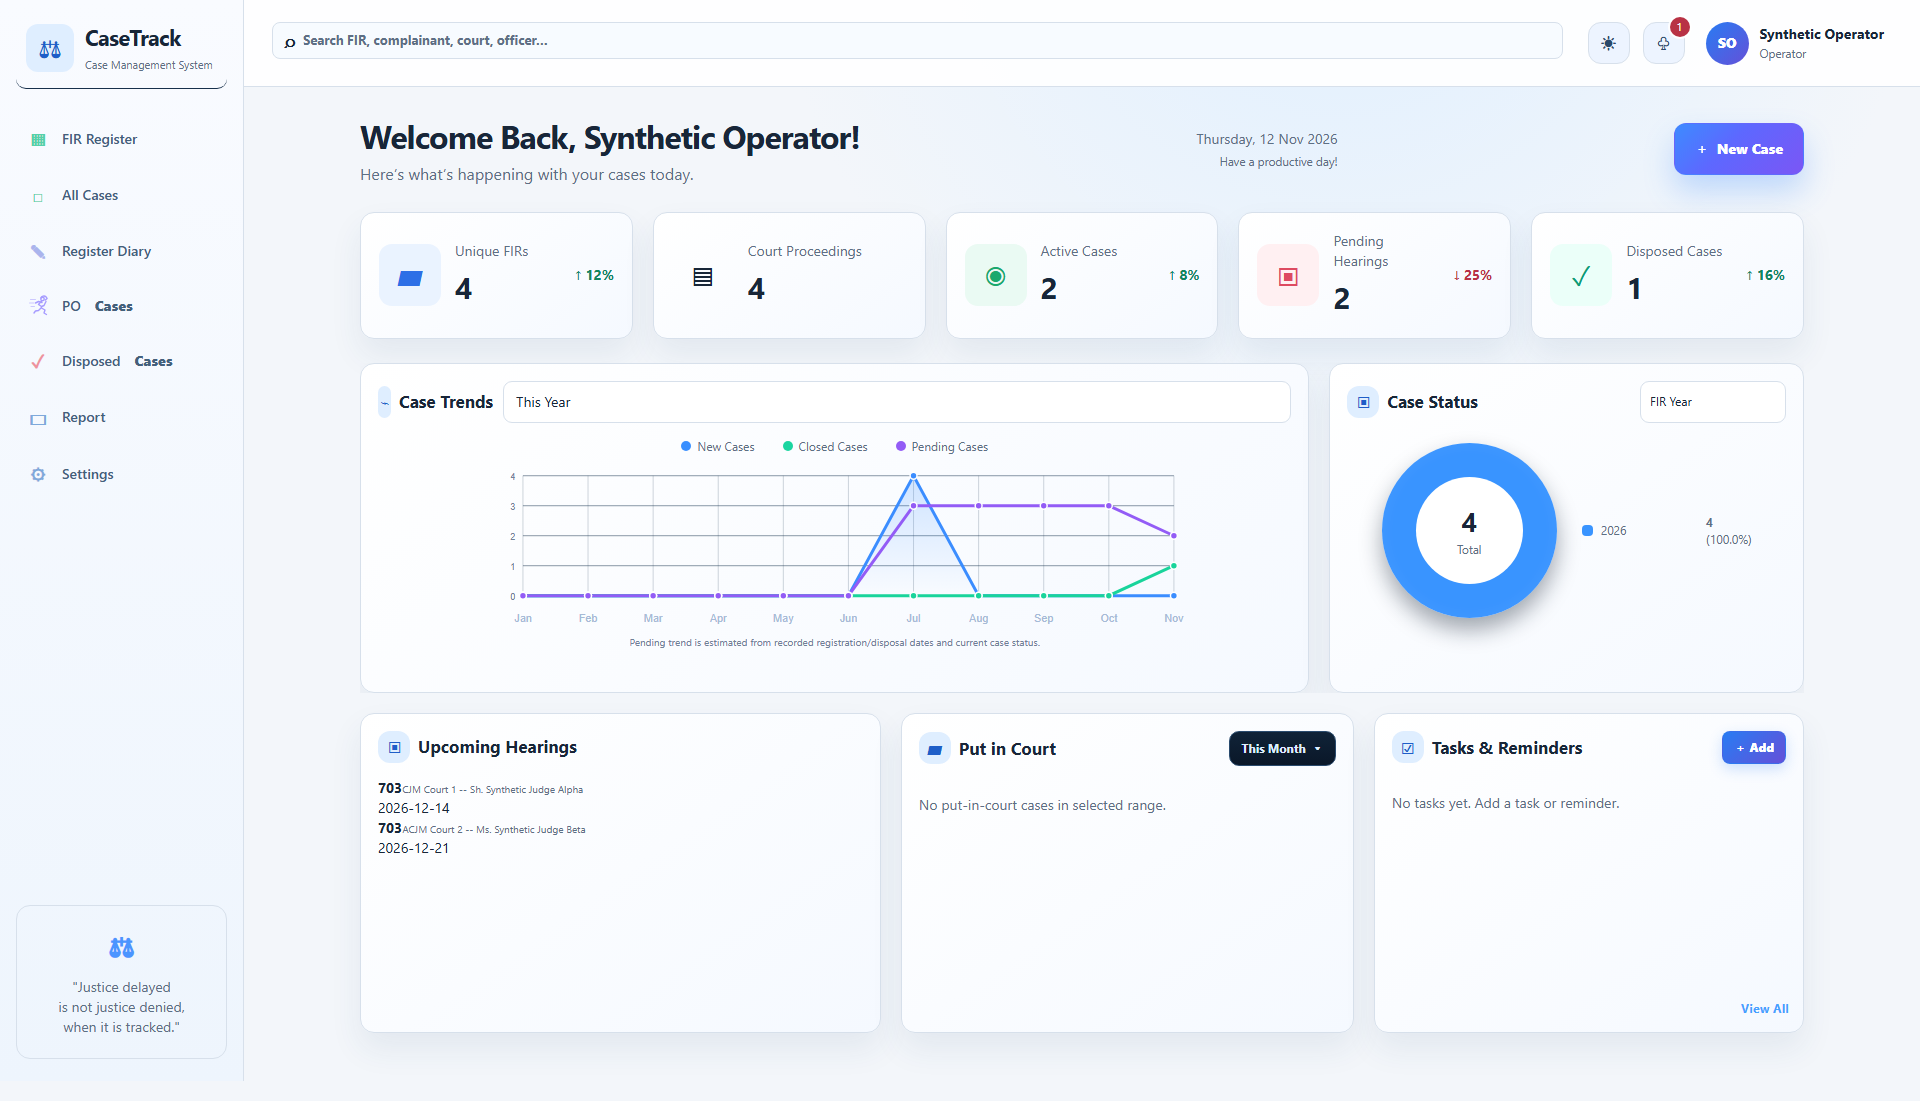 CaseTrack
Case Management System
Search FIR, complainant, court, officer...
1
SO
Synthetic Operator
Operator
FIR Register
All Cases
Register Diary
PO Cases
Disposed Cases
Report
Settings
"Justice delayed
is not justice denied,
when it is tracked."
Welcome Back, Synthetic Operator!
Here's what's happening with your cases today.
Thursday, 12 Nov 2026
Have a productive day!
+ New Case
Unique FIRs
4
↑ 12%
Court Proceedings
4
Active Cases
2
↑ 8%
Pending
Hearings
2
↓ 25%
Disposed Cases
1
↑ 16%
Case Trends
This Year
New Cases
Closed Cases
Pending Cases
4
3
2
1
0
Jan Feb Mar Apr May Jun Jul Aug Sep Oct Nov
Pending trend is estimated from recorded registration/disposal dates and current case status.
Case Status
FIR Year
4
Total
2026
4
(100.0%)
Upcoming Hearings
703CJM Court 1 -- Sh. Synthetic Judge Alpha
2026-12-14
703ACJM Court 2 -- Ms. Synthetic Judge Beta
2026-12-21
Put in Court
This Month
No put-in-court cases in selected range.
Tasks & Reminders
+ Add
No tasks yet. Add a task or reminder.
View All